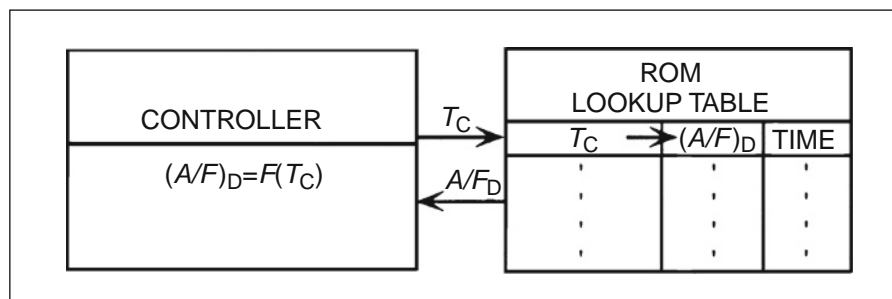 CONTROLLER
(A/F)D=F(TC)
TC
A/FD
ROM
LOOKUP TABLE
TC (A/F)D TIME